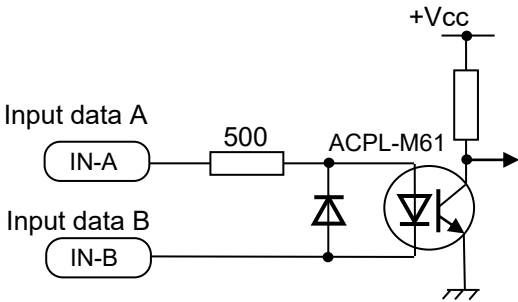 +Vcc
Input data A
500
ACPL-M61
IN-A
Input data B
IN-B